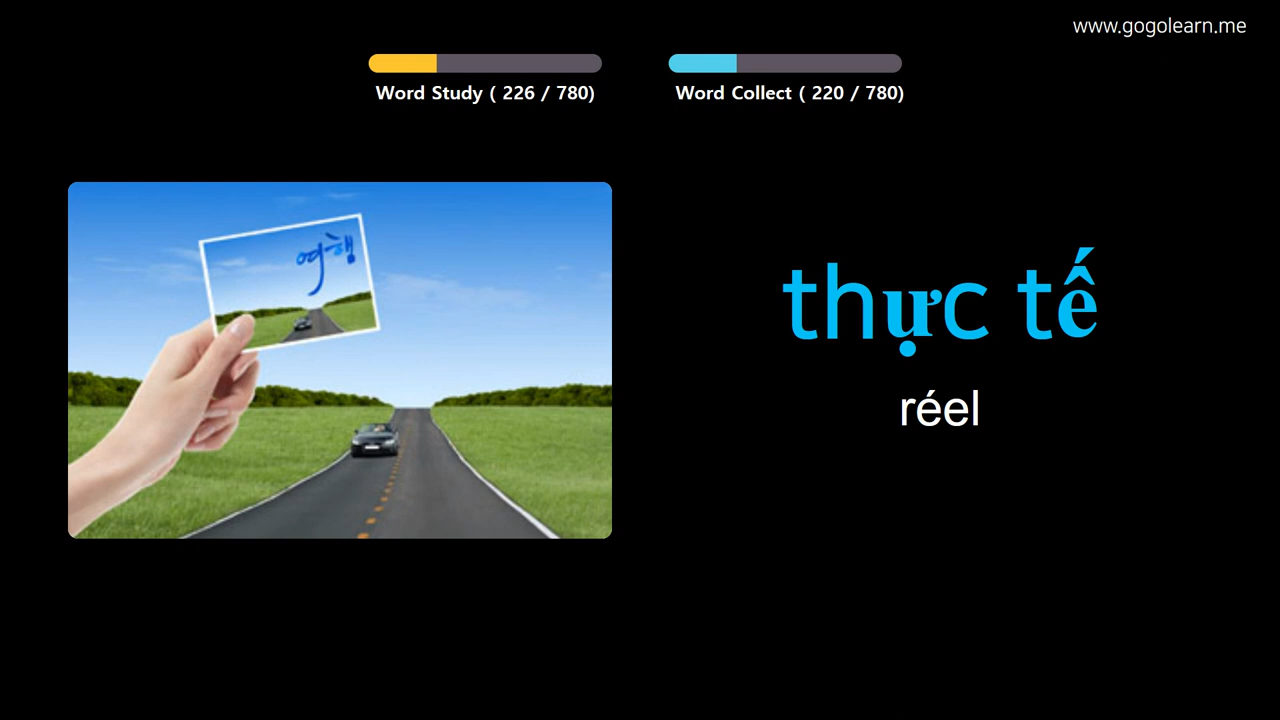 www.gogolearn.me
Word Study ( 226 / 780)
Word Collect ( 220 / 780)
여행
thực tế
réel